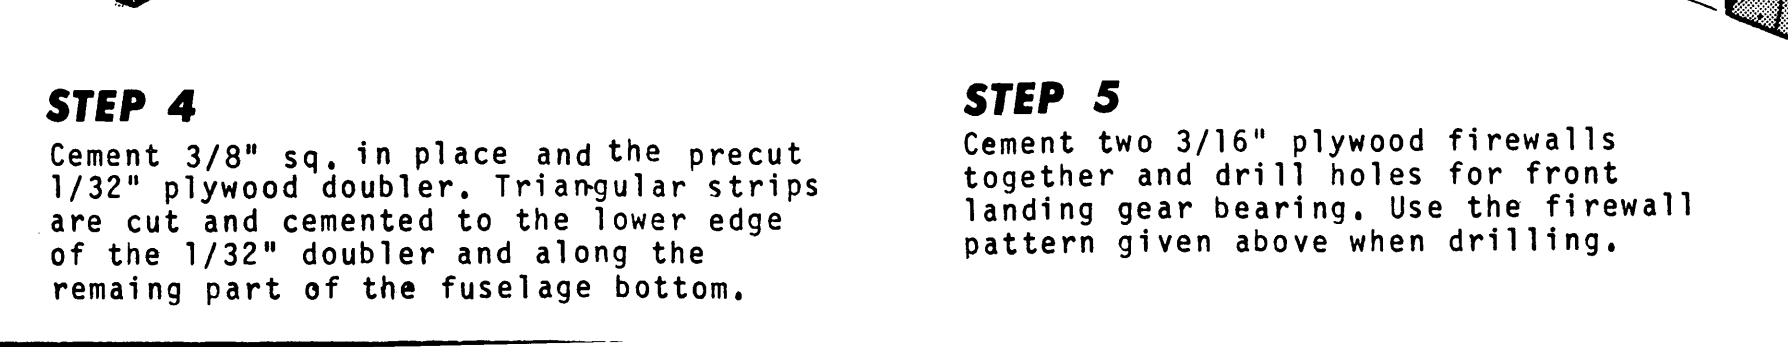 STEP 4
Cement 3/8" sq. in place and the precut
1/32" plywood doubler. Triangular strips
are cut and cemented to the lower edge
of the 1/32" doubler and along the
remaing part of the fuselage bottom.
STEP 5
Cement two 3/16" plywood firewalls
together and drill holes for front
landing gear bearing. Use the firewall
pattern given above when drilling.